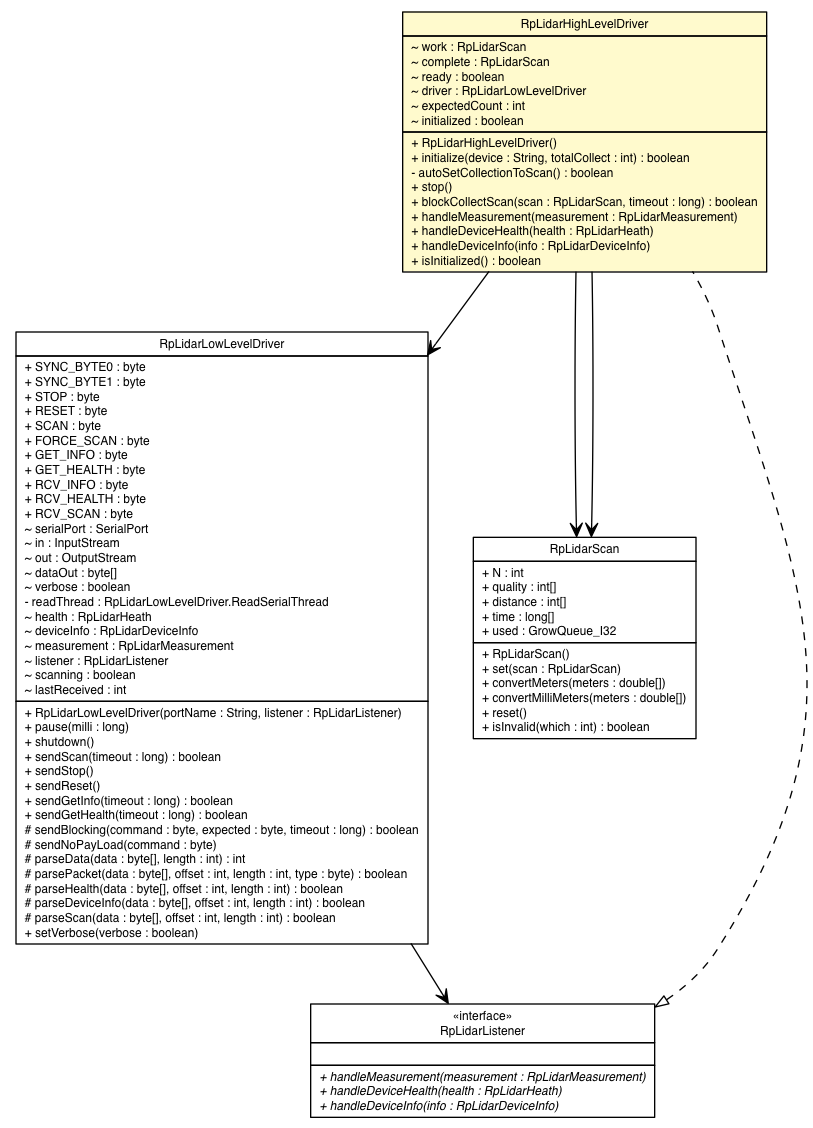 RpLidarHighLevelDriver
~ work : RpLidarScan
~ complete : RpLidarScan
~ ready : boolean
~ driver : RpLidarLowLevelDriver
~ expectedCount : int
~ initialized : boolean
+ RpLidarHighLevelDriver()
+ initialize(device : String, totalCollect : int) : boolean
- autoSetCollectionToScan() : boolean
+ stop()
+ blockCollectScan(scan : RpLidarScan, timeout : long) : boolean
+ handleMeasurement(measurement : RpLidarMeasurement)
+ handleDeviceHealth(health : RpLidarHeath)
+ handleDeviceInfo(info : RpLidarDeviceInfo)
+ isInitialized() : boolean
RpLidarLowLevelDriver
+ SYNC_BYTE0 : byte
+ SYNC_BYTE1 : byte
+ STOP : byte
+ RESET : byte
+ SCAN : byte
+ FORCE_SCAN : byte
+ GET_INFO : byte
+ GET_HEALTH : byte
+ RCV_INFO : byte
+ RCV_HEALTH : byte
+ RCV_SCAN : byte
~ serialPort : SerialPort
~ in : InputStream
~ out : OutputStream
~ dataOut : byte[]
~ verbose : boolean
- readThread : RpLidarLowLevelDriver.ReadSerialThread
~ health : RpLidarHeath
~ deviceInfo : RpLidarDeviceInfo
~ measurement : RpLidarMeasurement
~ listener : RpLidarListener
~ scanning : boolean
~ lastReceived : int
+ RpLidarLowLevelDriver(portName : String, listener : RpLidarListener)
+ pause(milli : long)
+ shutdown()
+ sendScan(timeout : long) : boolean
+ sendStop()
+ sendReset()
+ sendGetInfo(timeout : long) : boolean
+ sendGetHealth(timeout : long) : boolean
# sendBlocking(command : byte, expected : byte, timeout : long) : boolean
# sendNoPayLoad(command : byte)
# parseData(data : byte[], length : int) : int
# parsePacket(data : byte[], offset : int, length : int, type : byte) : boolean
# parseHealth(data : byte[], offset : int, length : int) : boolean
# parseDeviceInfo(data : byte[], offset : int, length : int) : boolean
# parseScan(data : byte[], offset : int, length : int) : boolean
+ setVerbose(verbose : boolean)
RpLidarScan
+ N : int
+ quality : int[]
+ distance : int[]
+ time : long[]
+ used : GrowQueue_I32
+ RpLidarScan()
+ set(scan : RpLidarScan)
+ convertMeters(meters : double[])
+ convertMilliMeters(meters : double[])
+ reset()
+ isInvalid(which : int) : boolean
«interface»
RpLidarListener
+ handleMeasurement(measurement : RpLidarMeasurement)
+ handleDeviceHealth(health : RpLidarHeath)
+ handleDeviceInfo(info : RpLidarDeviceInfo)